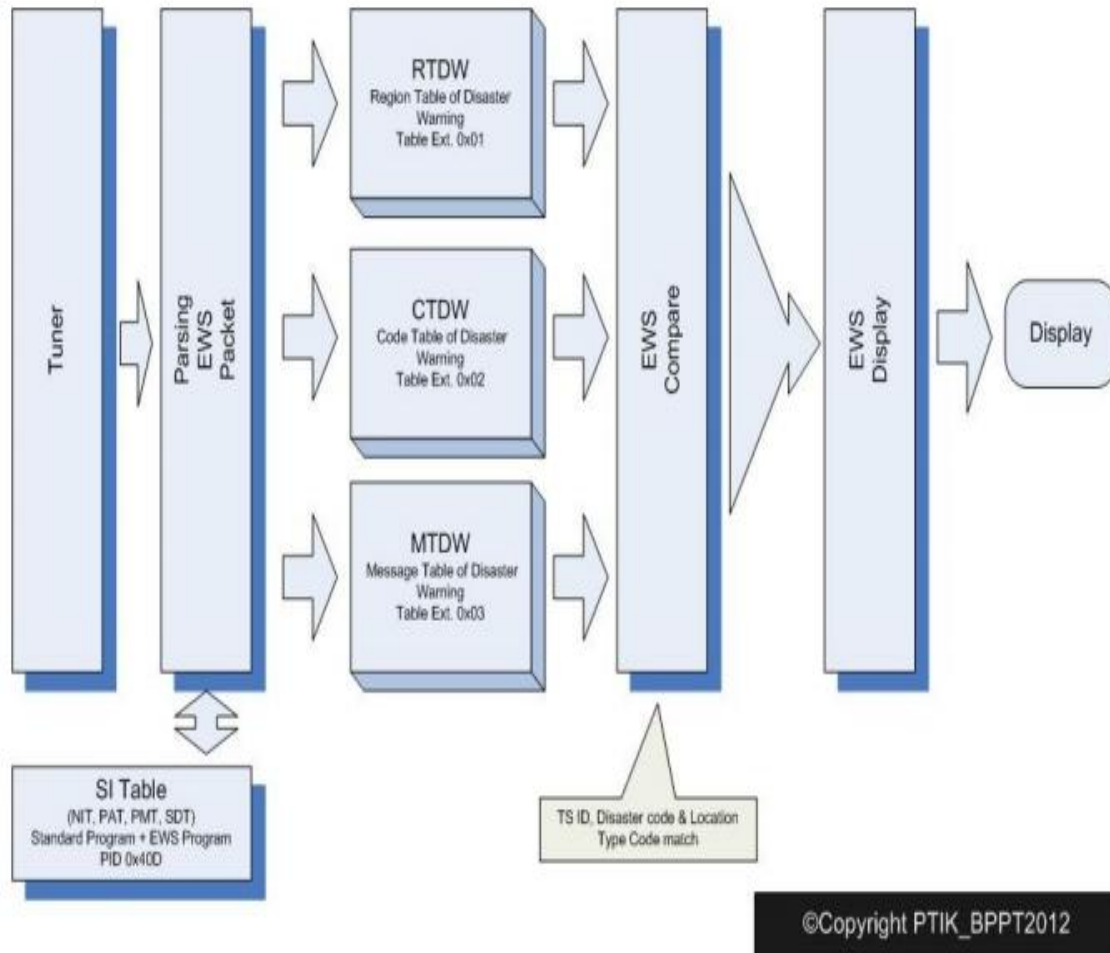 Tuner
Parsing
EWS
Packet
RTDW
Region Table of Disaster
Warning
Table Ext. 0x01
CTDW
Code Table of Disaster
Warning
Table Ext. 0x02
MTDW
Message Table of Disaster
Warning
Table Ext. 0x03
EWS
Compare
EWS
Display
Display
SI Table
(NIT, PAT, PMT, SDT)
Standard Program + EWS Program
PID 0x40D
TS ID, Disaster code & Location
Type Code match
©Copyright PTIK_BPPT2012